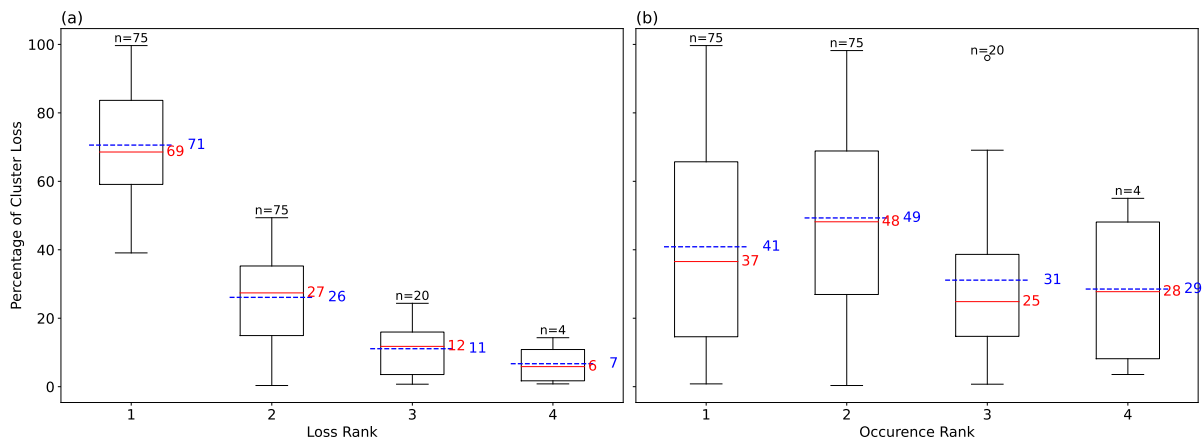 (a)
Percentage of Cluster Loss
100
80
60
40
20
0
n=75
71
69
n=75
27
26
n=20
12
11
n=4
6
7
1
2
3
4
Loss Rank
(b)
n=75
41
37
n=75
49
48
n=20
31
25
n=4
28
29
1
2
3
4
Occurence Rank